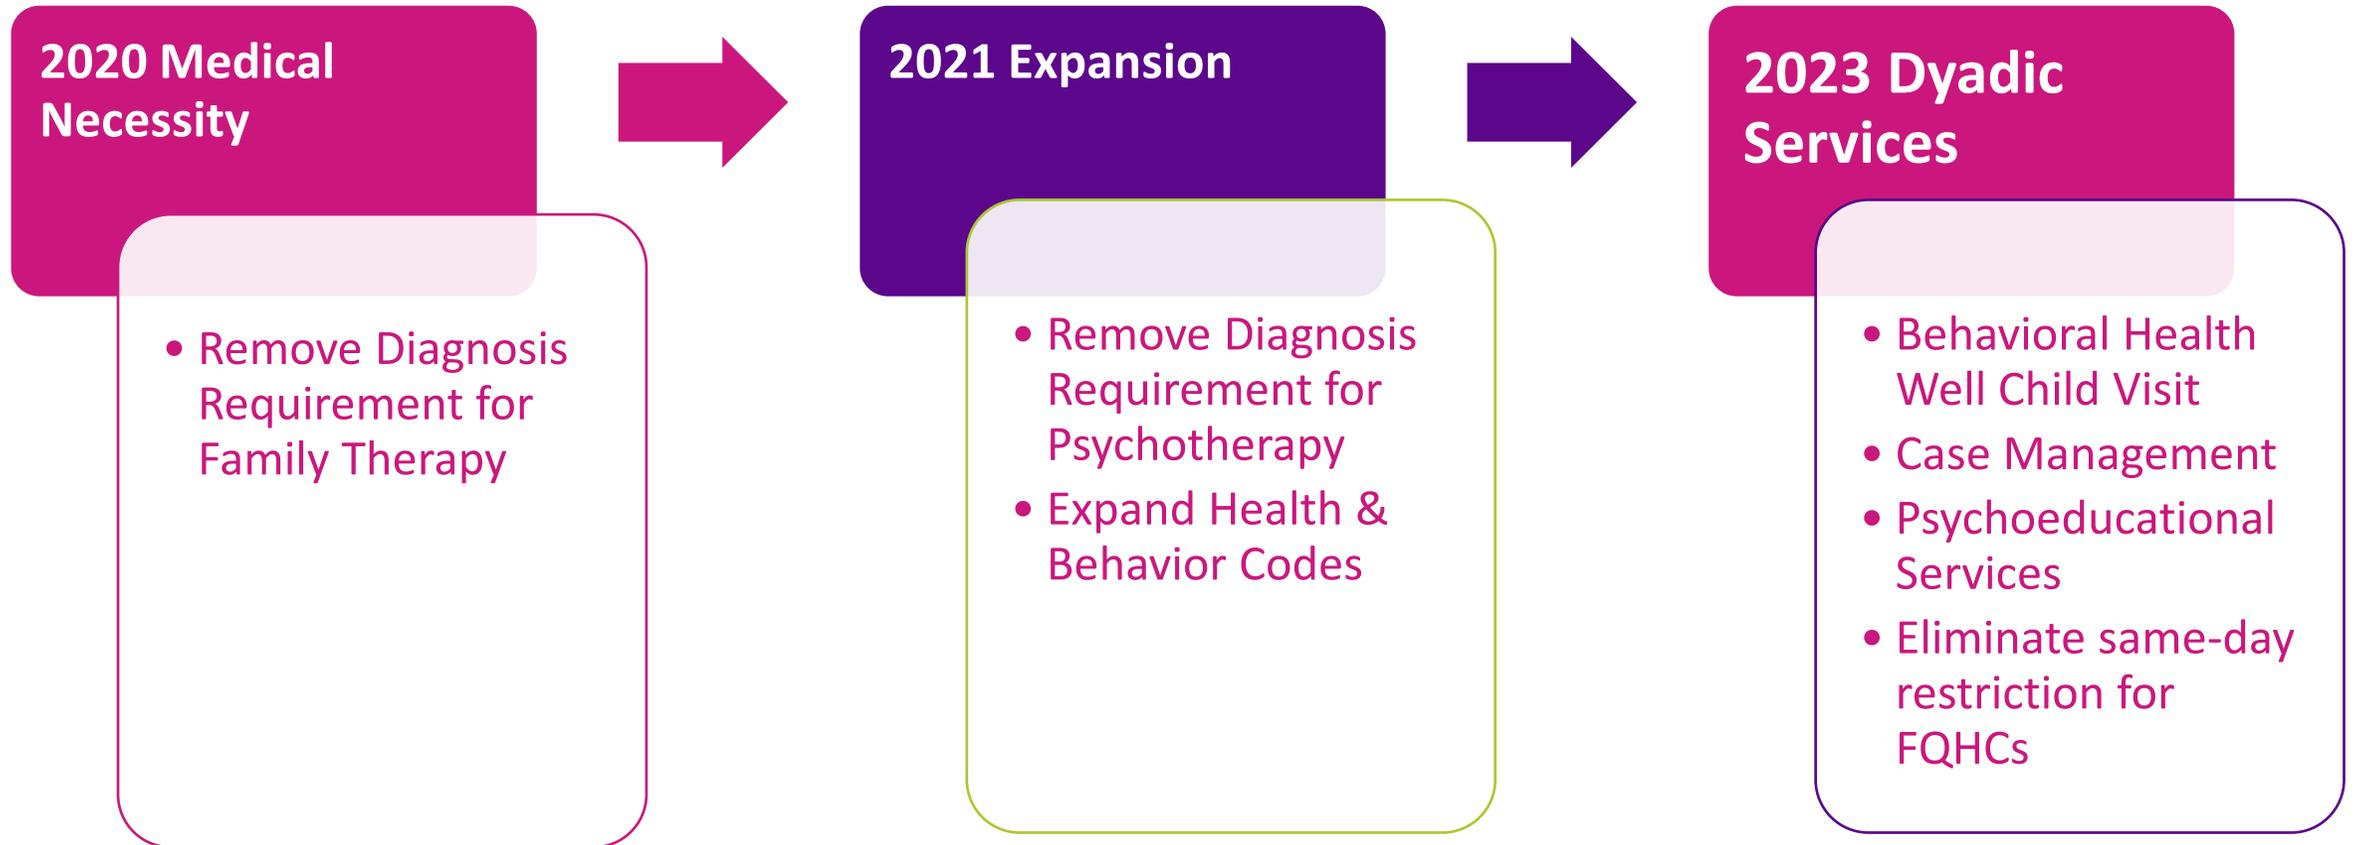 2020 Medical
Necessity
• Remove Diagnosis
Requirement for
Family Therapy
2021 Expansion
• Remove Diagnosis
Requirement for
Psychotherapy
• Expand Health &
Behavior Codes
2023 Dyadic
Services
• Behavioral Health
Well Child Visit
• Case Management
• Psychoeducational
Services
• Eliminate same-day
restriction for
FQHCs